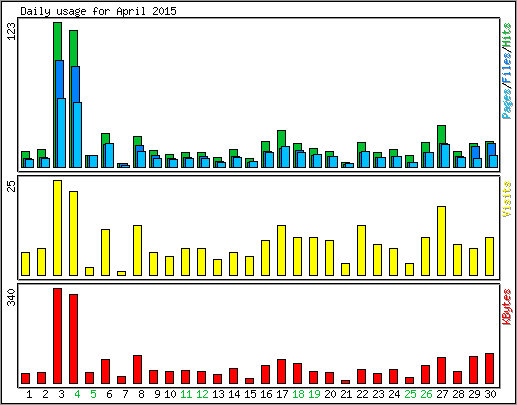 Daily usage for April 2015
123
Pages/Files/Hits
25
Visits
340
KBytes
1 2 3 4 5 6 7 8 9 10 11 12 13 14 15 16 17 18 19 20 21 22 23 24 25 26 27 28 29 30